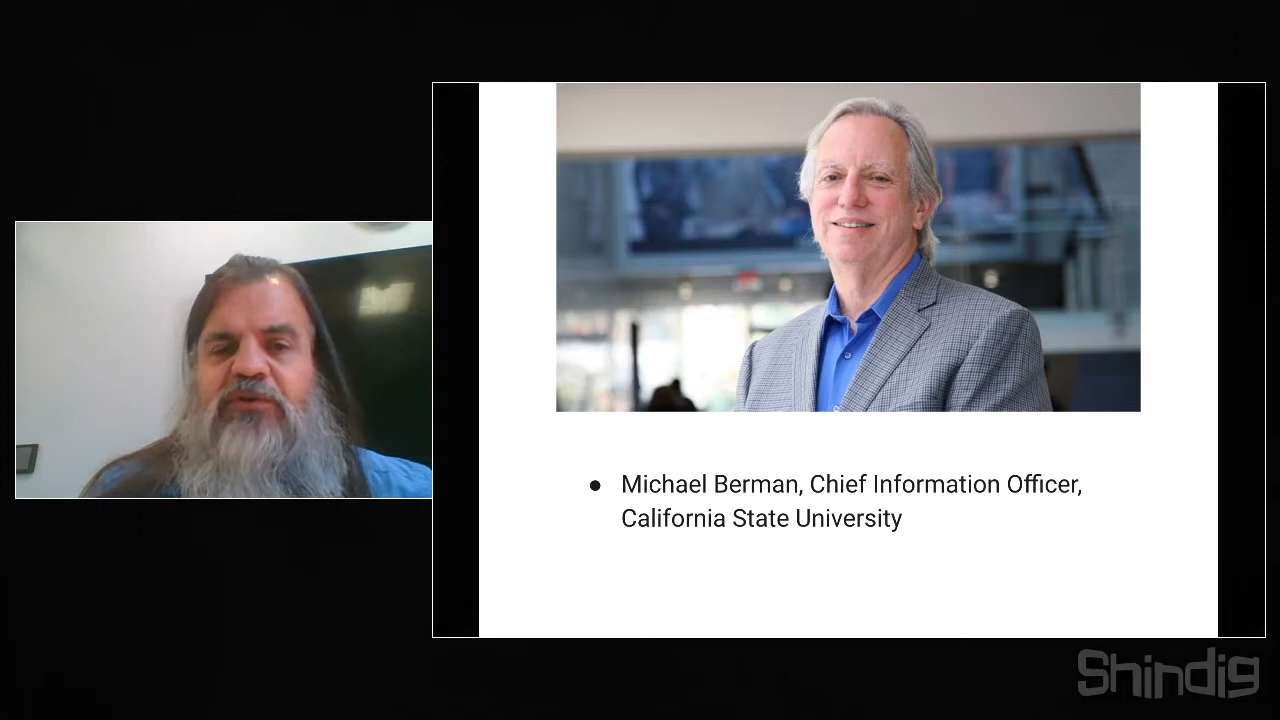 ● Michael Berman, Chief Information Officer,
California State University
Shindig